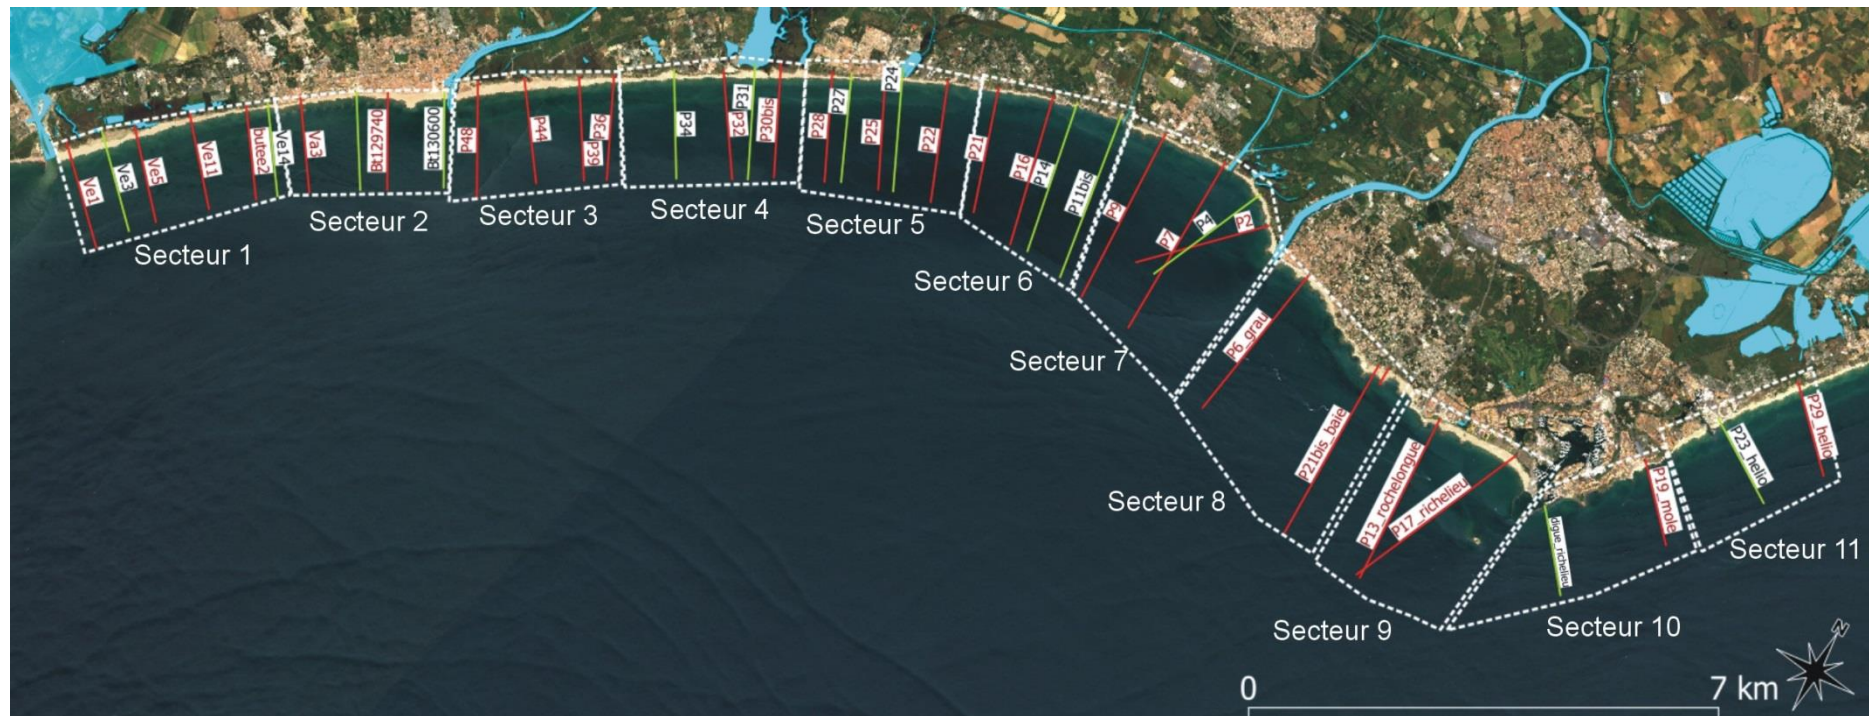 Ve1
Ve3
Ve5
Ve11
butee2
Ve14
Va3
Bt129740
Bt130600
P48
P44
P39
P36
P34
P32
P31
P30bis
P28
P27
P25
P24
P22
P21
P16
P14
P11bis
P9
P7
P4
P2
P6_grau
P21bis_baie
P13_rochelongue
P17_richelieu
digue_richelieu
P19_mole
P23_helio
P29_helio
Secteur 1
Secteur 2
Secteur 3
Secteur 4
Secteur 5
Secteur 6
Secteur 7
Secteur 8
Secteur 9
Secteur 10
Secteur 11
N
0
7 km